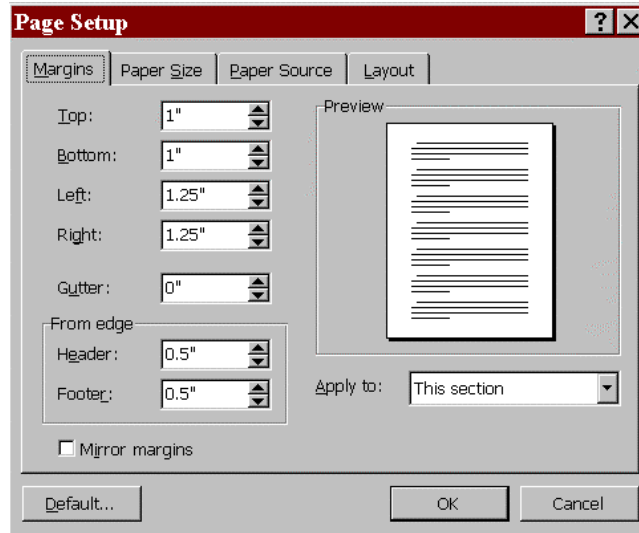 Page Setup
Margins Paper Size Paper Source Layout
Top: 1"
Bottom: 1"
Left: 1.25"
Right: 1.25"
Gutter: 0"
From edge
Header: 0.5"
Footer: 0.5"
Mirror margins
Preview
Apply to: This section
Default... OK Cancel